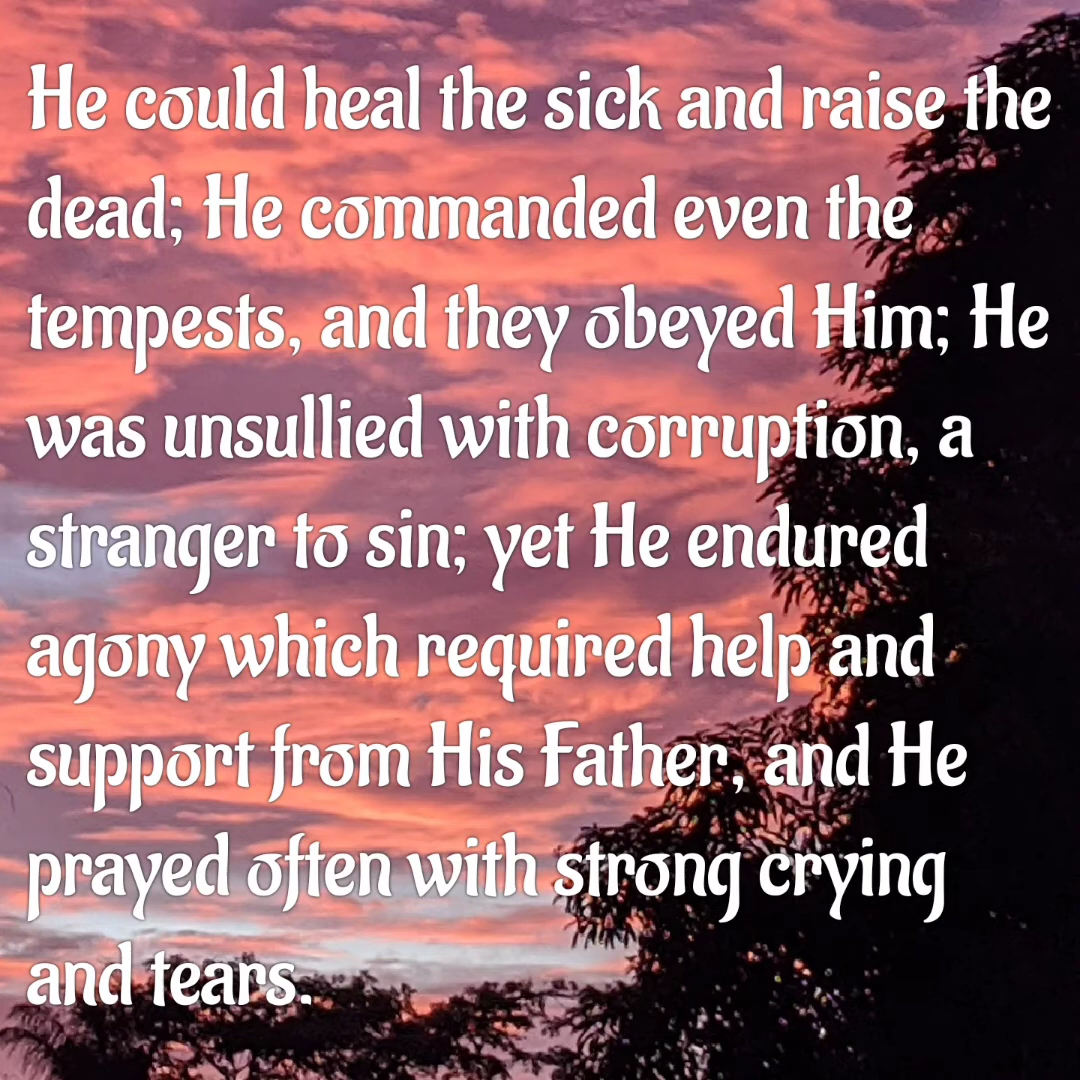 He could heal the sick and raise the
dead; He commanded even the
tempests, and they obeyed Him; He
was unsullied with corruption, a
stranger to sin; yet He endured
agony which required help and
support from His Father, and He
prayed often with strong crying
and tears.